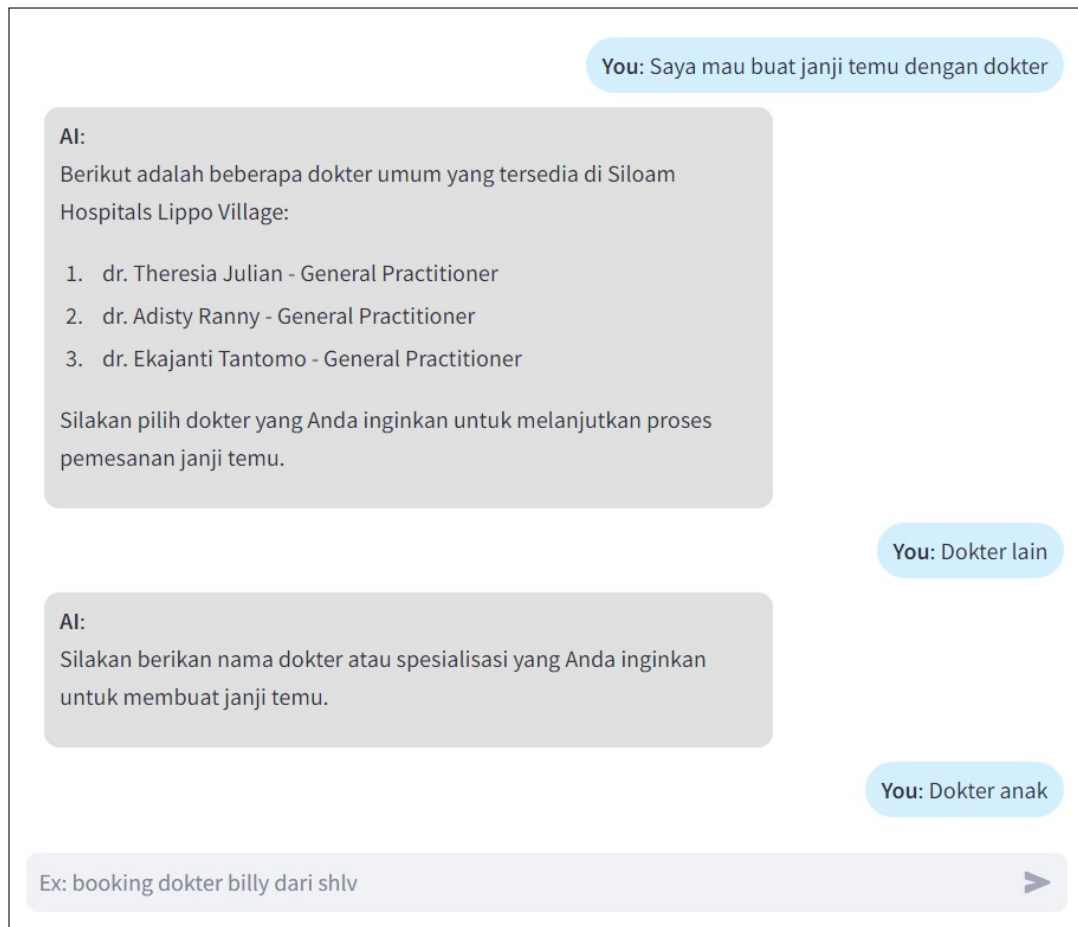 You: Saya mau buat janji temu dengan dokter
AI:
Berikut adalah beberapa dokter umum yang tersedia di Siloam
Hospitals Lippo Village:
1. dr. Theresia Julian - General Practitioner
2. dr. Adisty Ranny - General Practitioner
3. dr. Ekajanti Tantomo - General Practitioner
Silakan pilih dokter yang Anda inginkan untuk melanjutkan proses
pemesanan janji temu.
You: Dokter lain
AI:
Silakan berikan nama dokter atau spesialisasi yang Anda inginkan
untuk membuat janji temu.
You: Dokter anak
Ex: booking dokter billy dari shlv